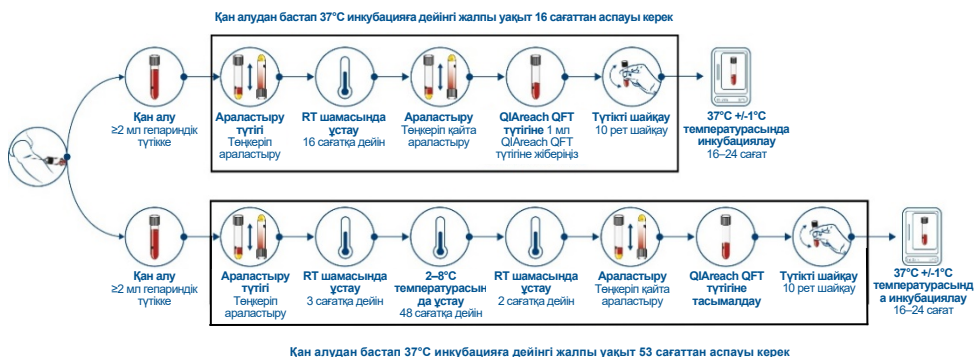 Қан алудан бастап 37°C инкубацияға дейінгі жалпы уақыт 16 сағаттан аспауы керек
Қан алу
≥2 мл гепариндік
түтікке
Араластыру
түтігі
Төңкеріп
араластыру
RT шамасында
ұстау
16 сағатқа дейін
Араластыру
Төңкеріп қайта
араластыру
QIAreach QFT
түтігіне 1 мл
QIAreach QFT
түтігіне жіберіңіз
Түтікті шайқау
10 рет шайқау
37°C +/-1°C
температурасында
инкубациялау
16–24 сағат
Қан алу
≥2 мл гепариндік
түтікке
Араластыру
түтігі
Төңкеріп
араластыру
RT шамасында
ұстау
3 сағатқа дейін
2–8°C
температурасын
да ұстау
48 сағатқа дейін
RT шамасында
ұстау
2 сағатқа дейін
Араластыру
Төңкеріп қайта
араластыру
QIAreach QFT
түтігіне
тасымалдау
Түтікті шайқау
10 рет шайқау
37°C +/-1°C
температурасынд
а инкубациялау
16–24 сағат
Қан алудан бастап 37°C инкубацияға дейінгі жалпы уақыт 53 сағаттан аспауы керек